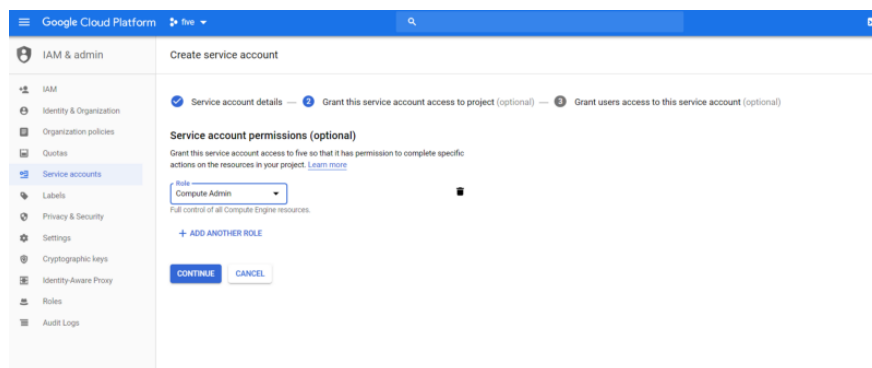 Google Cloud Platform five
IAM & admin
Create service account
IAM
Identity & Organization
Organization policies
Quotas
Service accounts
Labels
Privacy & Security
Settings
Cryptographic keys
Identity-Aware Proxy
Roles
Audit Logs
Service account details — 2 Grant this service account access to project (optional) — 3 Grant users access to this service account (optional)
Service account permissions (optional)
Grant this service account access to five so that it has permission to complete specific
actions on the resources in your project. Learn more
Role
Compute Admin
Full control of all Compute Engine resources.
+ ADD ANOTHER ROLE
CONTINUE CANCEL